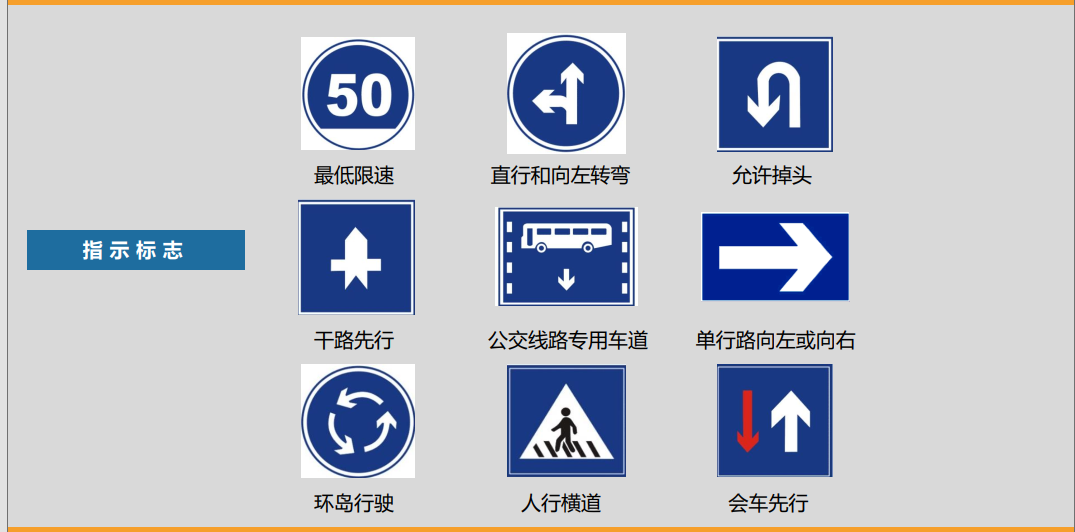 50
最低限速
直行和向左转弯
允许掉头
指示标志
干路先行
公交线路专用车道
单行路向左或向右
环岛行驶
人行横道
会车先行